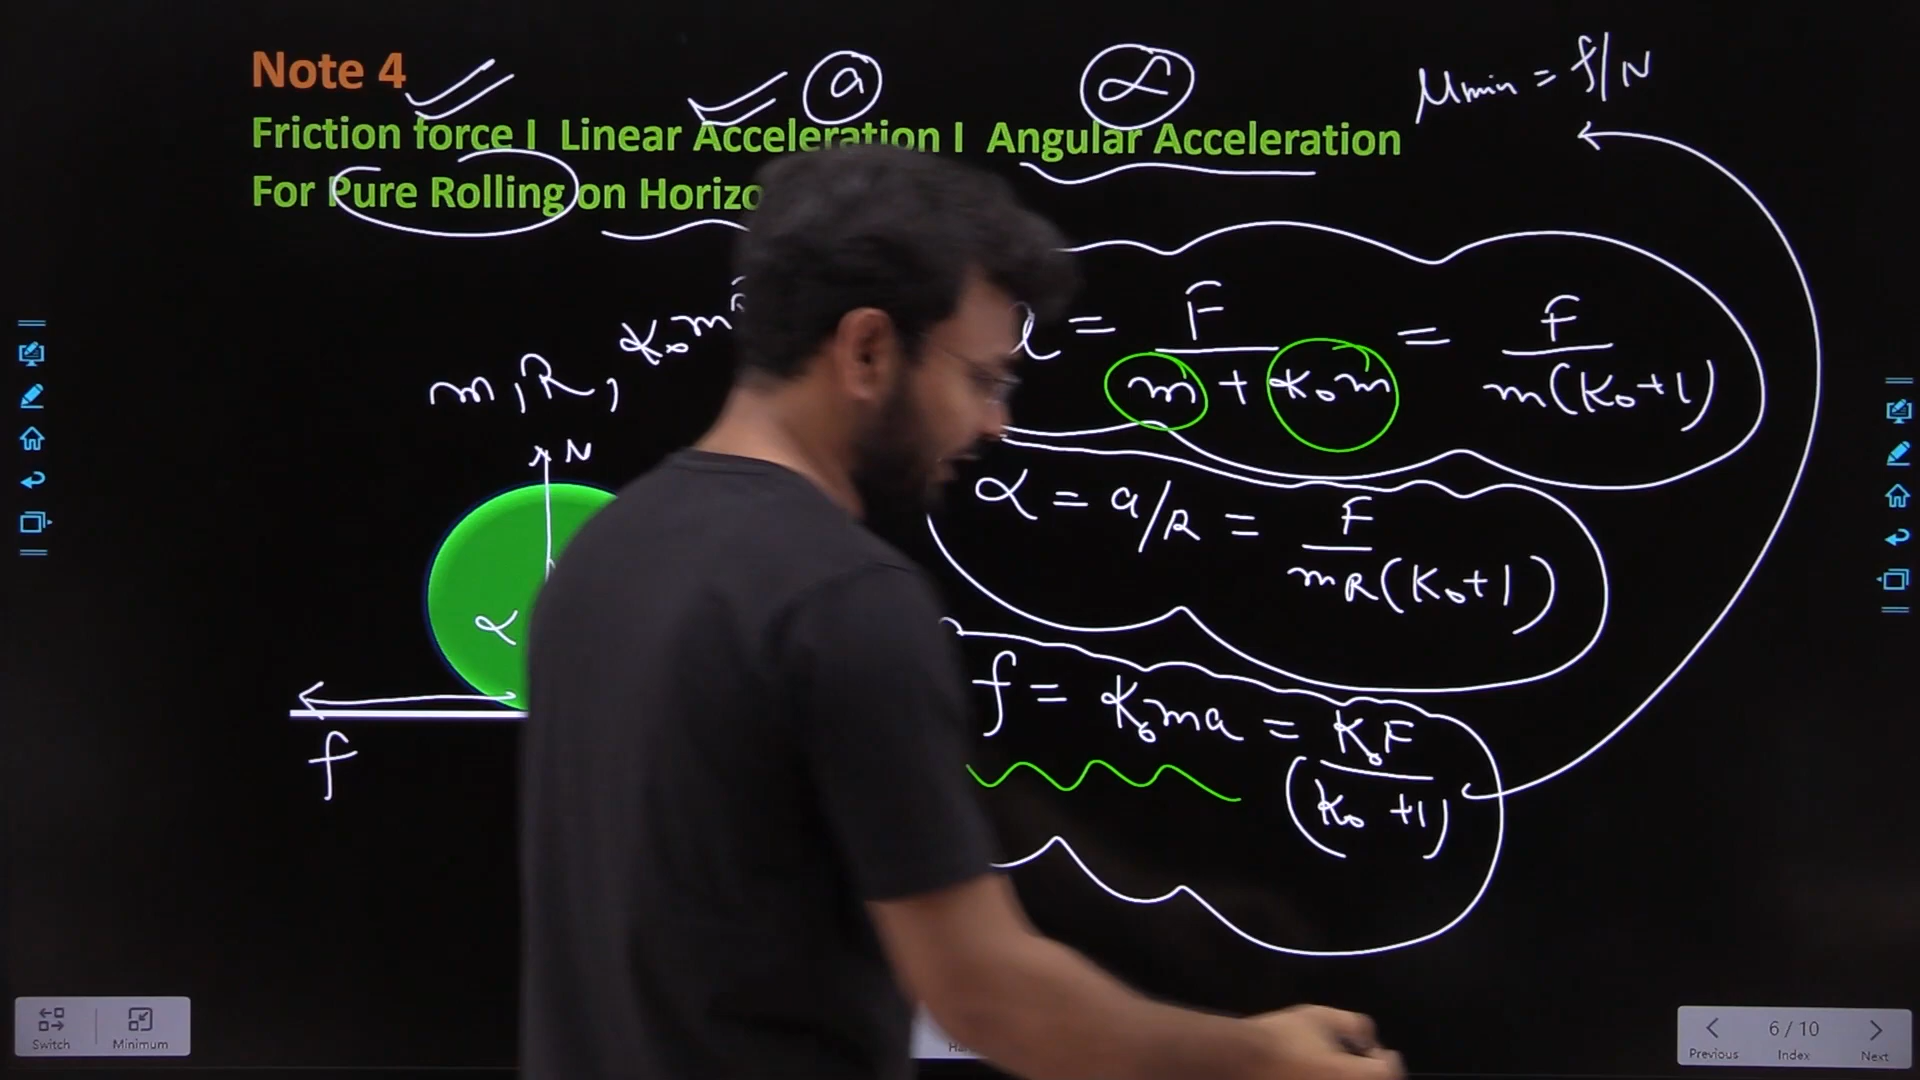 Note 4
a
α
μmin = f/N
Friction force I Linear Acceleration I Angular Acceleration
For Pure Rolling on Horizo
m, R, K₀m
= F / m + K₀m = F / m(K₀+1)
N
α = a/R = F / mR(K₀+1)
α
f = K₀ma = K₀F / (K₀+1)
f
Switch
Minimum
6 / 10
Previous
Index
Next